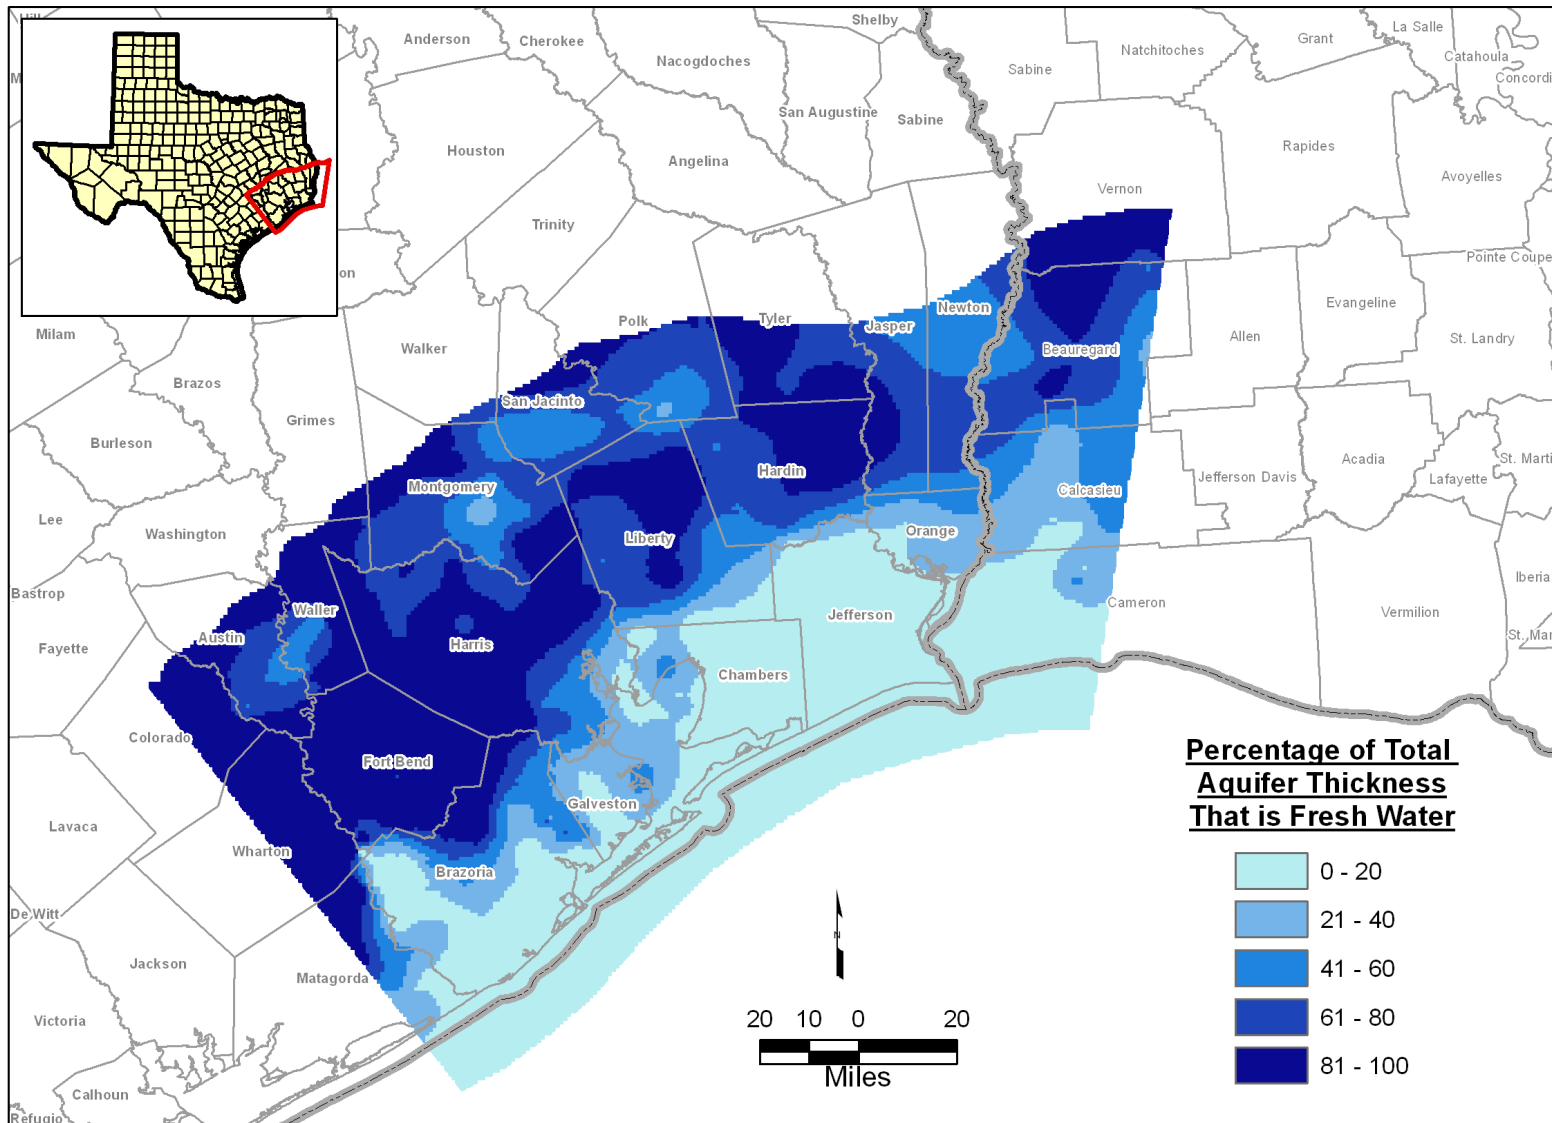 Shelby
Anderson
Cherokee
Nacogdoches
Sabine
Natchitoches
Grant
La Salle
Catahoula
Concordi
San Augustine
Sabine
Houston
Angelina
Rapides
Avoyelles
Vernon
Trinity
Pointe Coupe
Evangeline
Milam
Walker
Polk
Tyler
Jasper
Newton
Beauregard
Allen
St. Landry
Brazos
Grimes
San Jacinto
Burleson
Hardin
Acadia
St. Marti
Montgomery
Calcasieu
Jefferson Davis
Lafayette
Lee
Washington
Liberty
Orange
Iberia
Bastrop
Waller
Jefferson
Cameron
Vermilion
Fayette
Austin
Harris
St. Mar
Chambers
Colorado
Fort Bend
Galveston
Lavaca
Wharton
Brazoria
De Witt
Jackson
Matagorda
Victoria
Calhoun
Refugio
Percentage of Total
Aquifer Thickness
That is Fresh Water
0 - 20
21 - 40
41 - 60
61 - 80
81 - 100
N
20 10 0 20
Miles